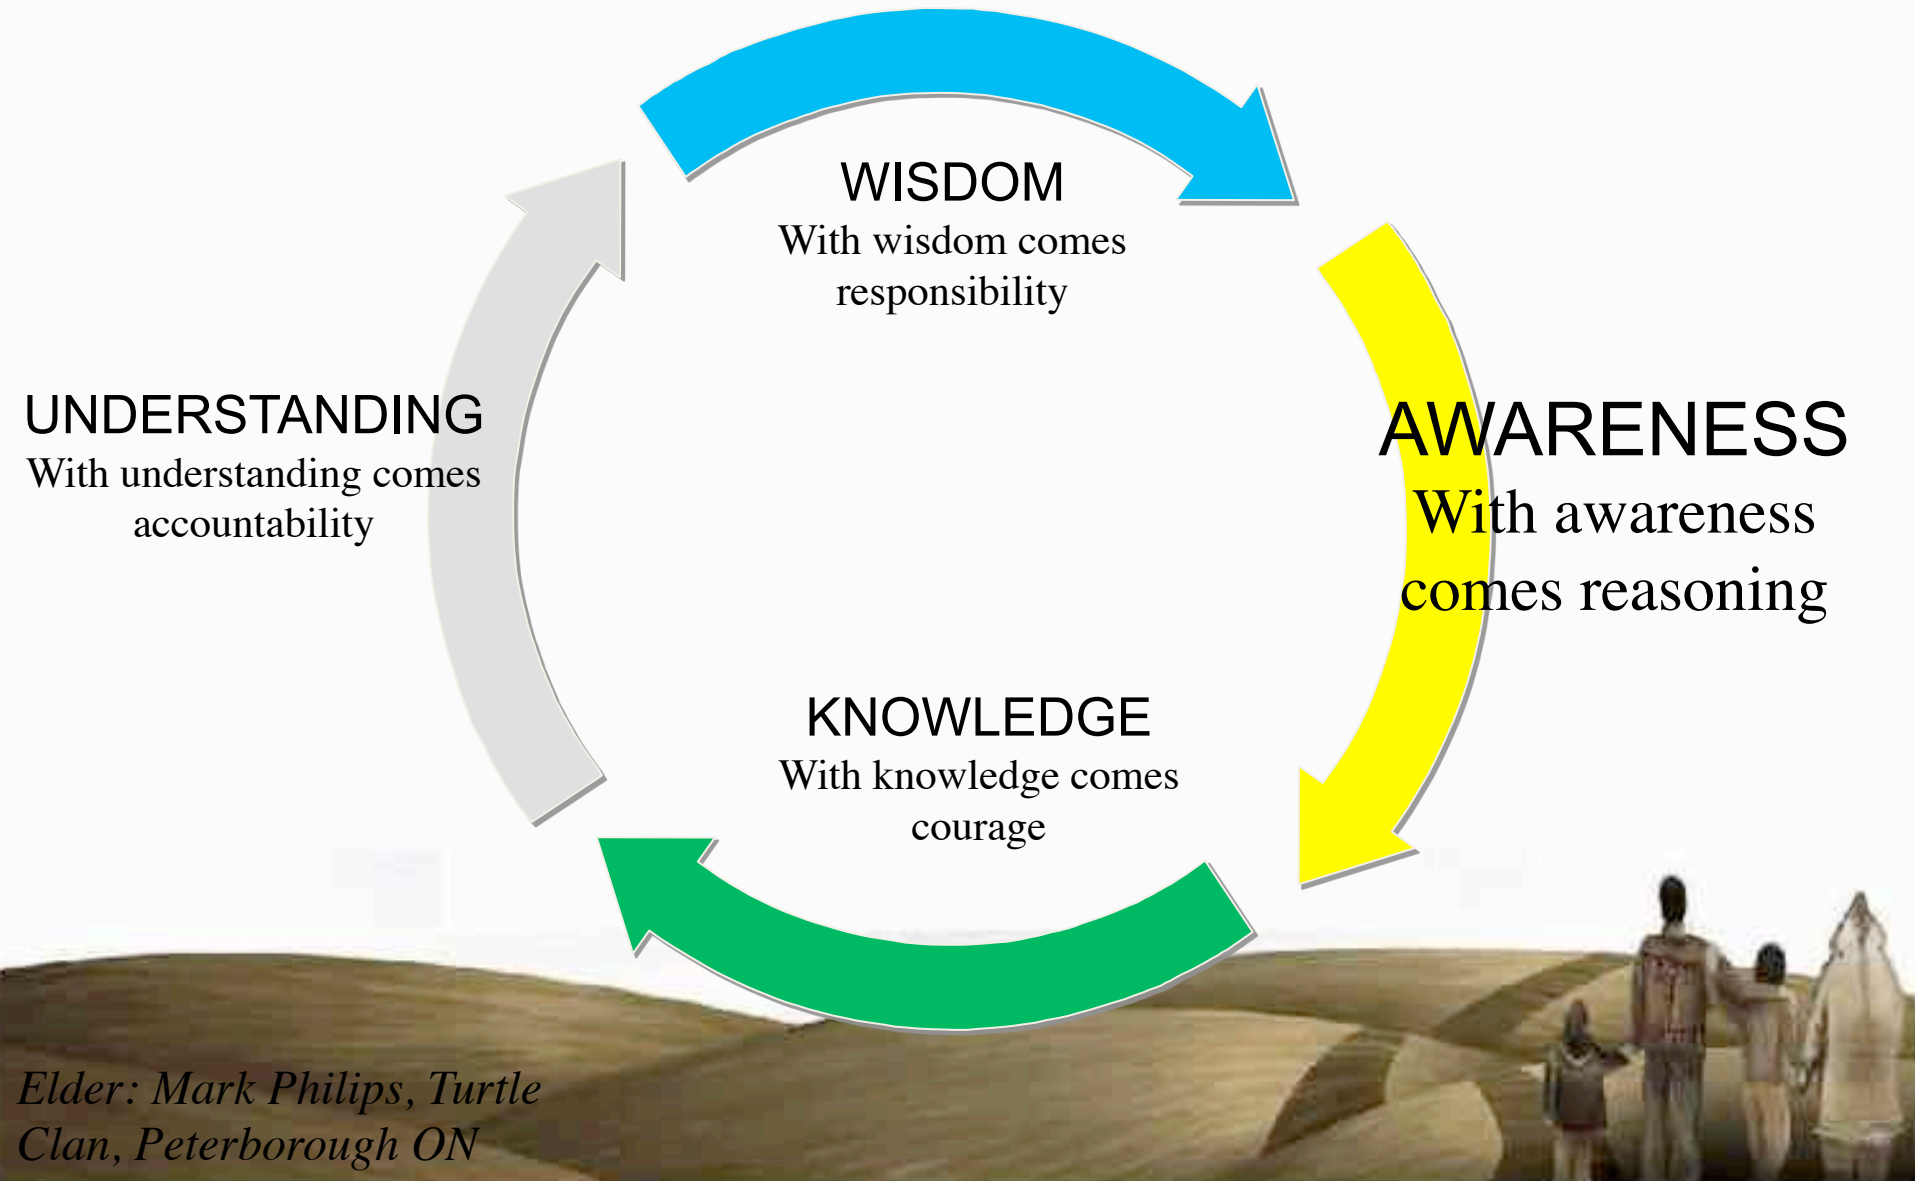 WISDOM
With wisdom comes
responsibility
UNDERSTANDING
With understanding comes
accountability
AWARENESS
With awareness
comes reasoning
KNOWLEDGE
With knowledge comes
courage
Elder: Mark Philips, Turtle
Clan, Peterborough ON